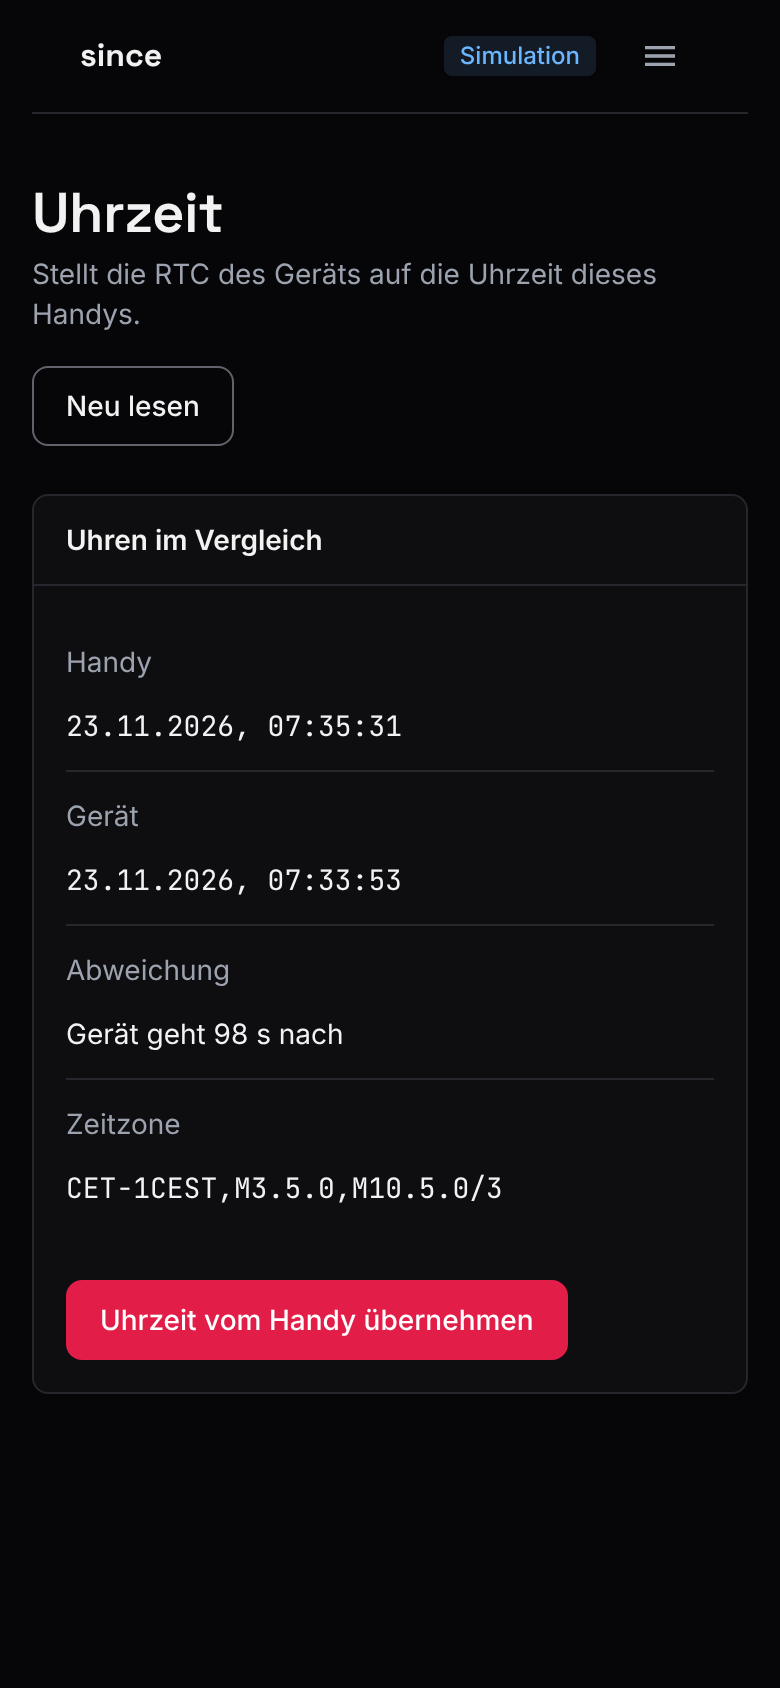 since
Simulation
Uhrzeit
Stellt die RTC des Geräts auf die Uhrzeit dieses
Handys.
Neu lesen
Uhren im Vergleich
Handy
23.11.2026, 07:35:31
Gerät
23.11.2026, 07:33:53
Abweichung
Gerät geht 98 s nach
Zeitzone
CET-1CEST,M3.5.0,M10.5.0/3
Uhrzeit vom Handy übernehmen